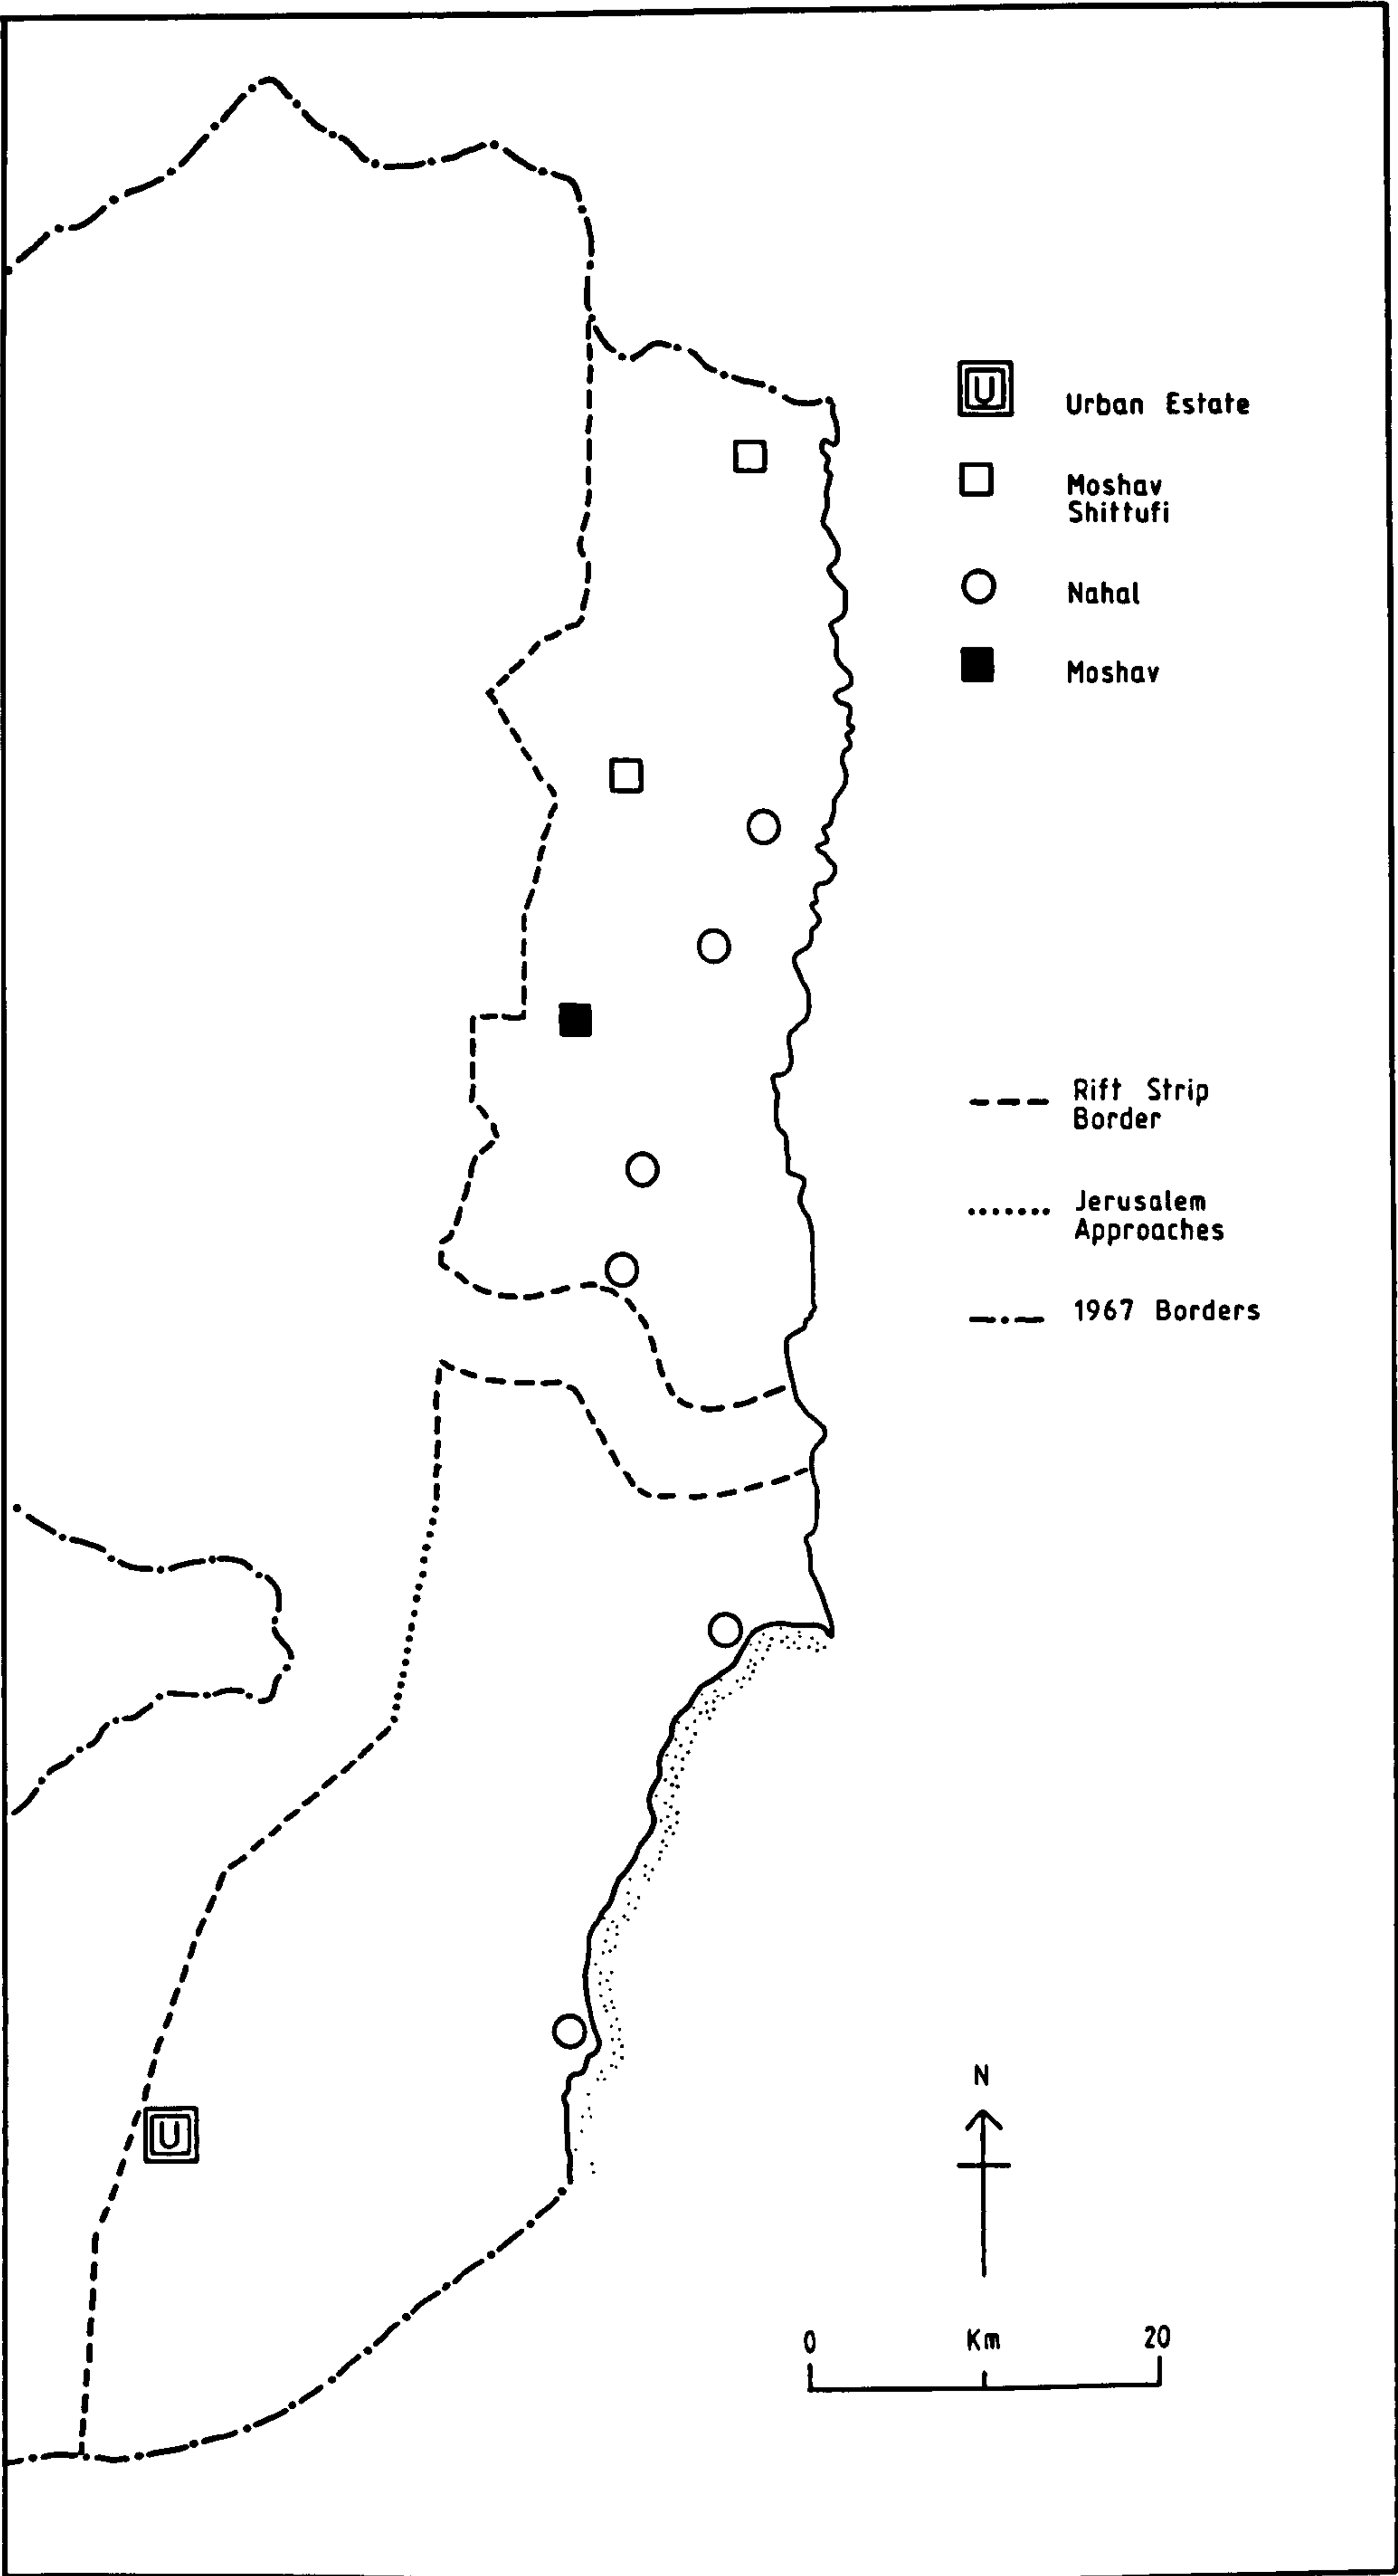 U Urban Estate
Moshav
Shittufi
Nahal
Moshav
Rift Strip
Border
Jerusalem
Approaches
1967 Borders
U
N
0 Km 20